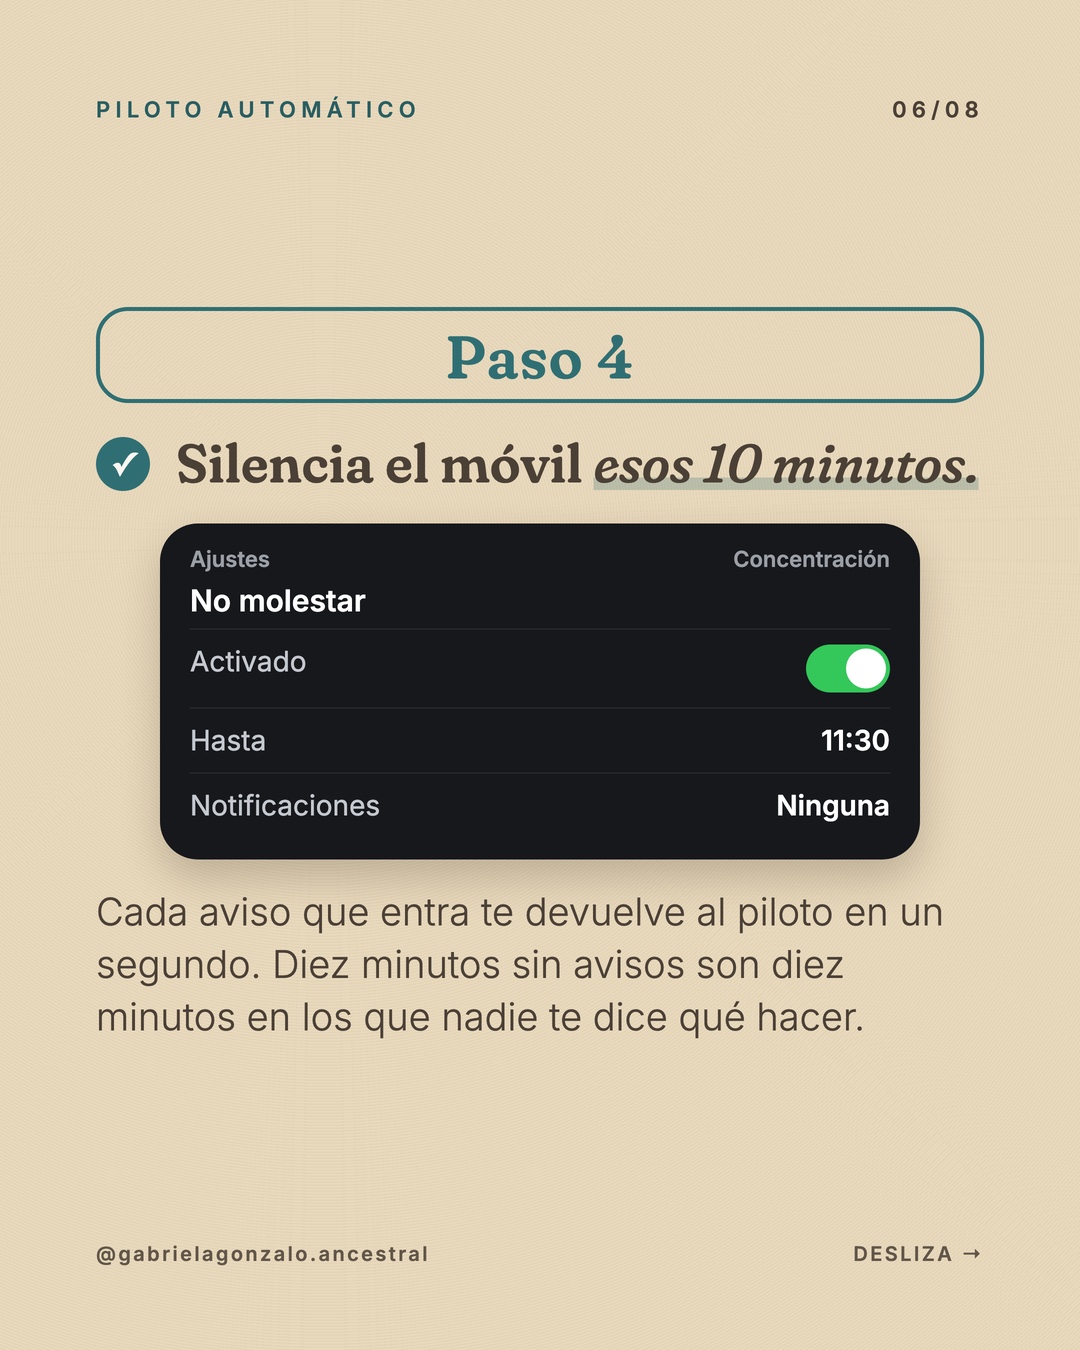 PILOTO AUTOMÁTICO
06/08
Paso 4
Silencia el móvil esos 10 minutos.
Ajustes
Concentración
No molestar
Activado
Hasta
11:30
Notificaciones
Ninguna
Cada aviso que entra te devuelve al piloto en un
segundo. Diez minutos sin avisos son diez
minutos en los que nadie te dice qué hacer.
@gabrielagonzalo.ancestral
DESLIZA →